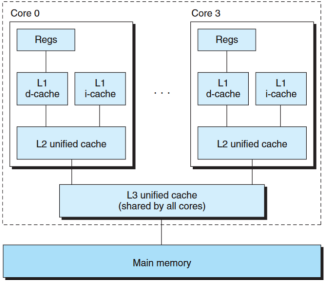 Core 0
Core 3
Regs
Regs
L1
d-cache
L1
i-cache
. . .
L1
d-cache
L1
i-cache
L2 unified cache
L2 unified cache
L3 unified cache
(shared by all cores)
Main memory